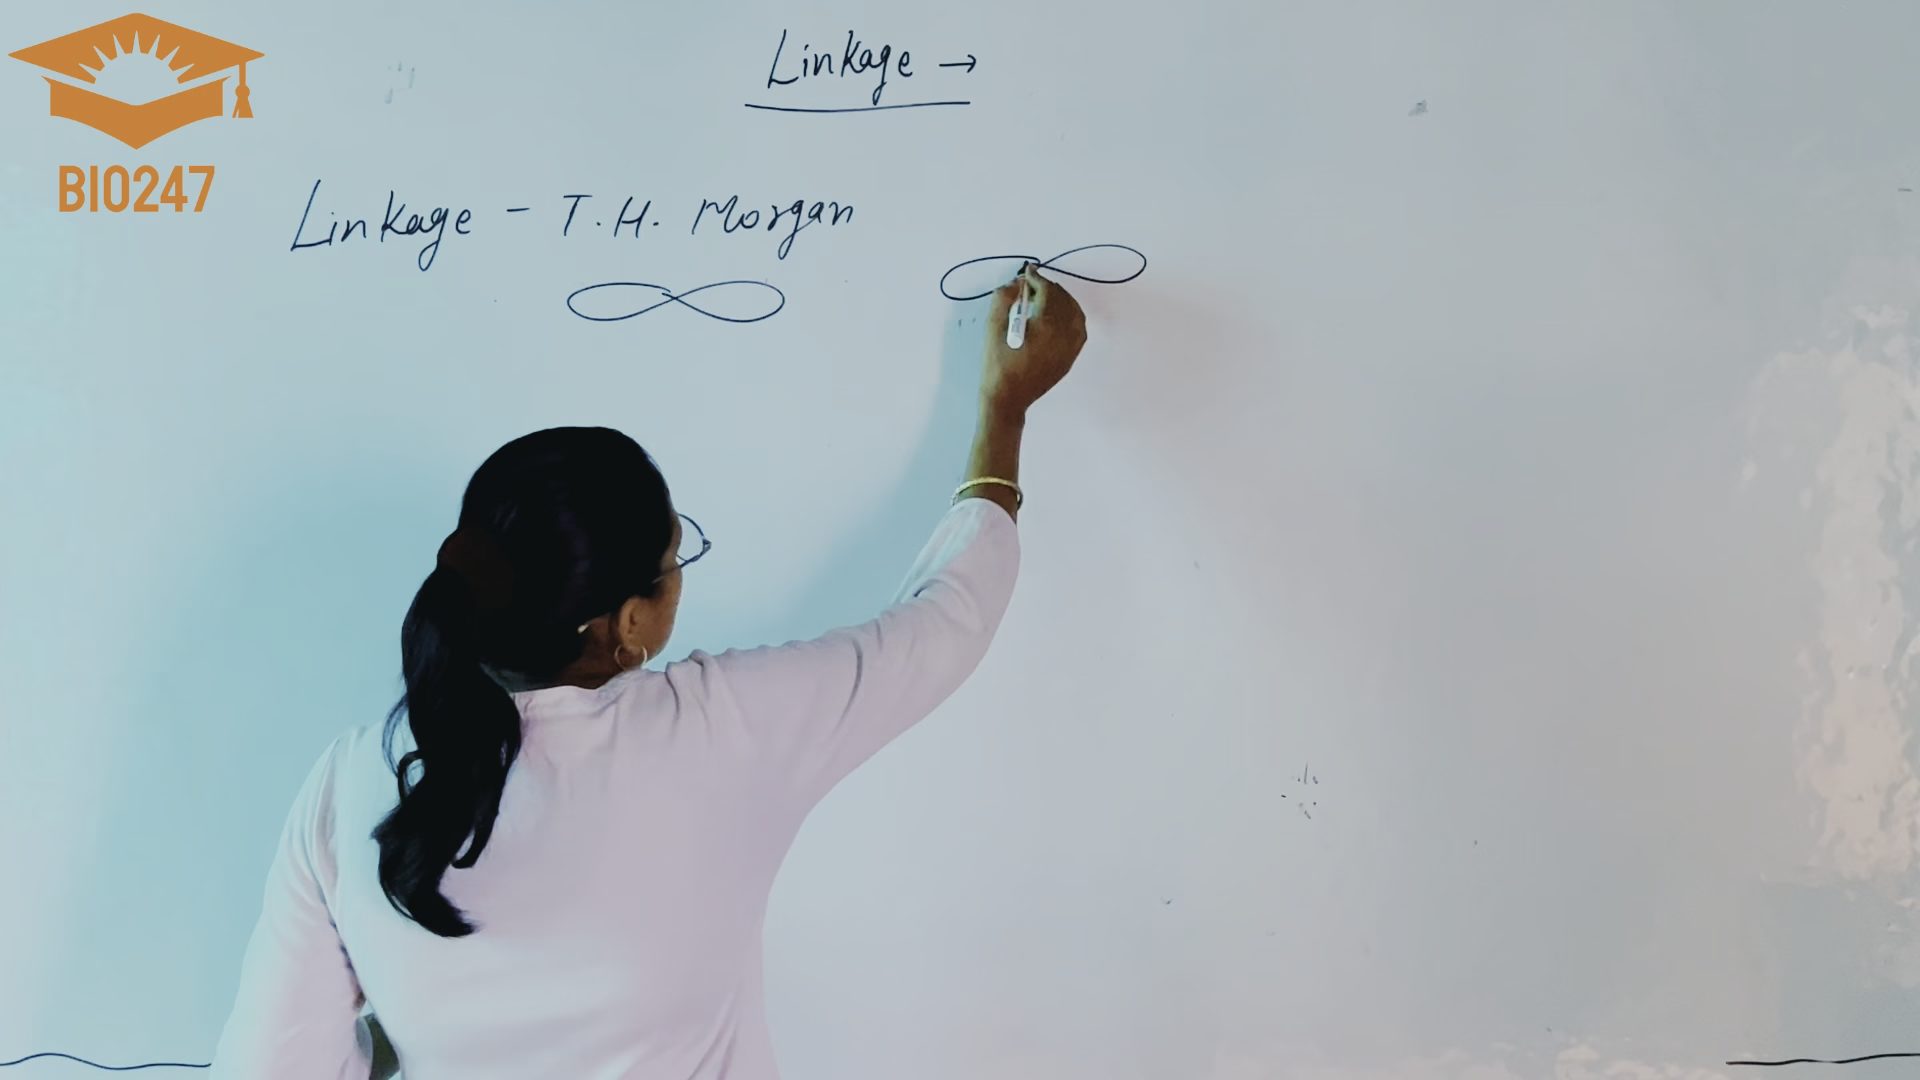 Linkage →
BIO247
Linkage - T.H. Morgan